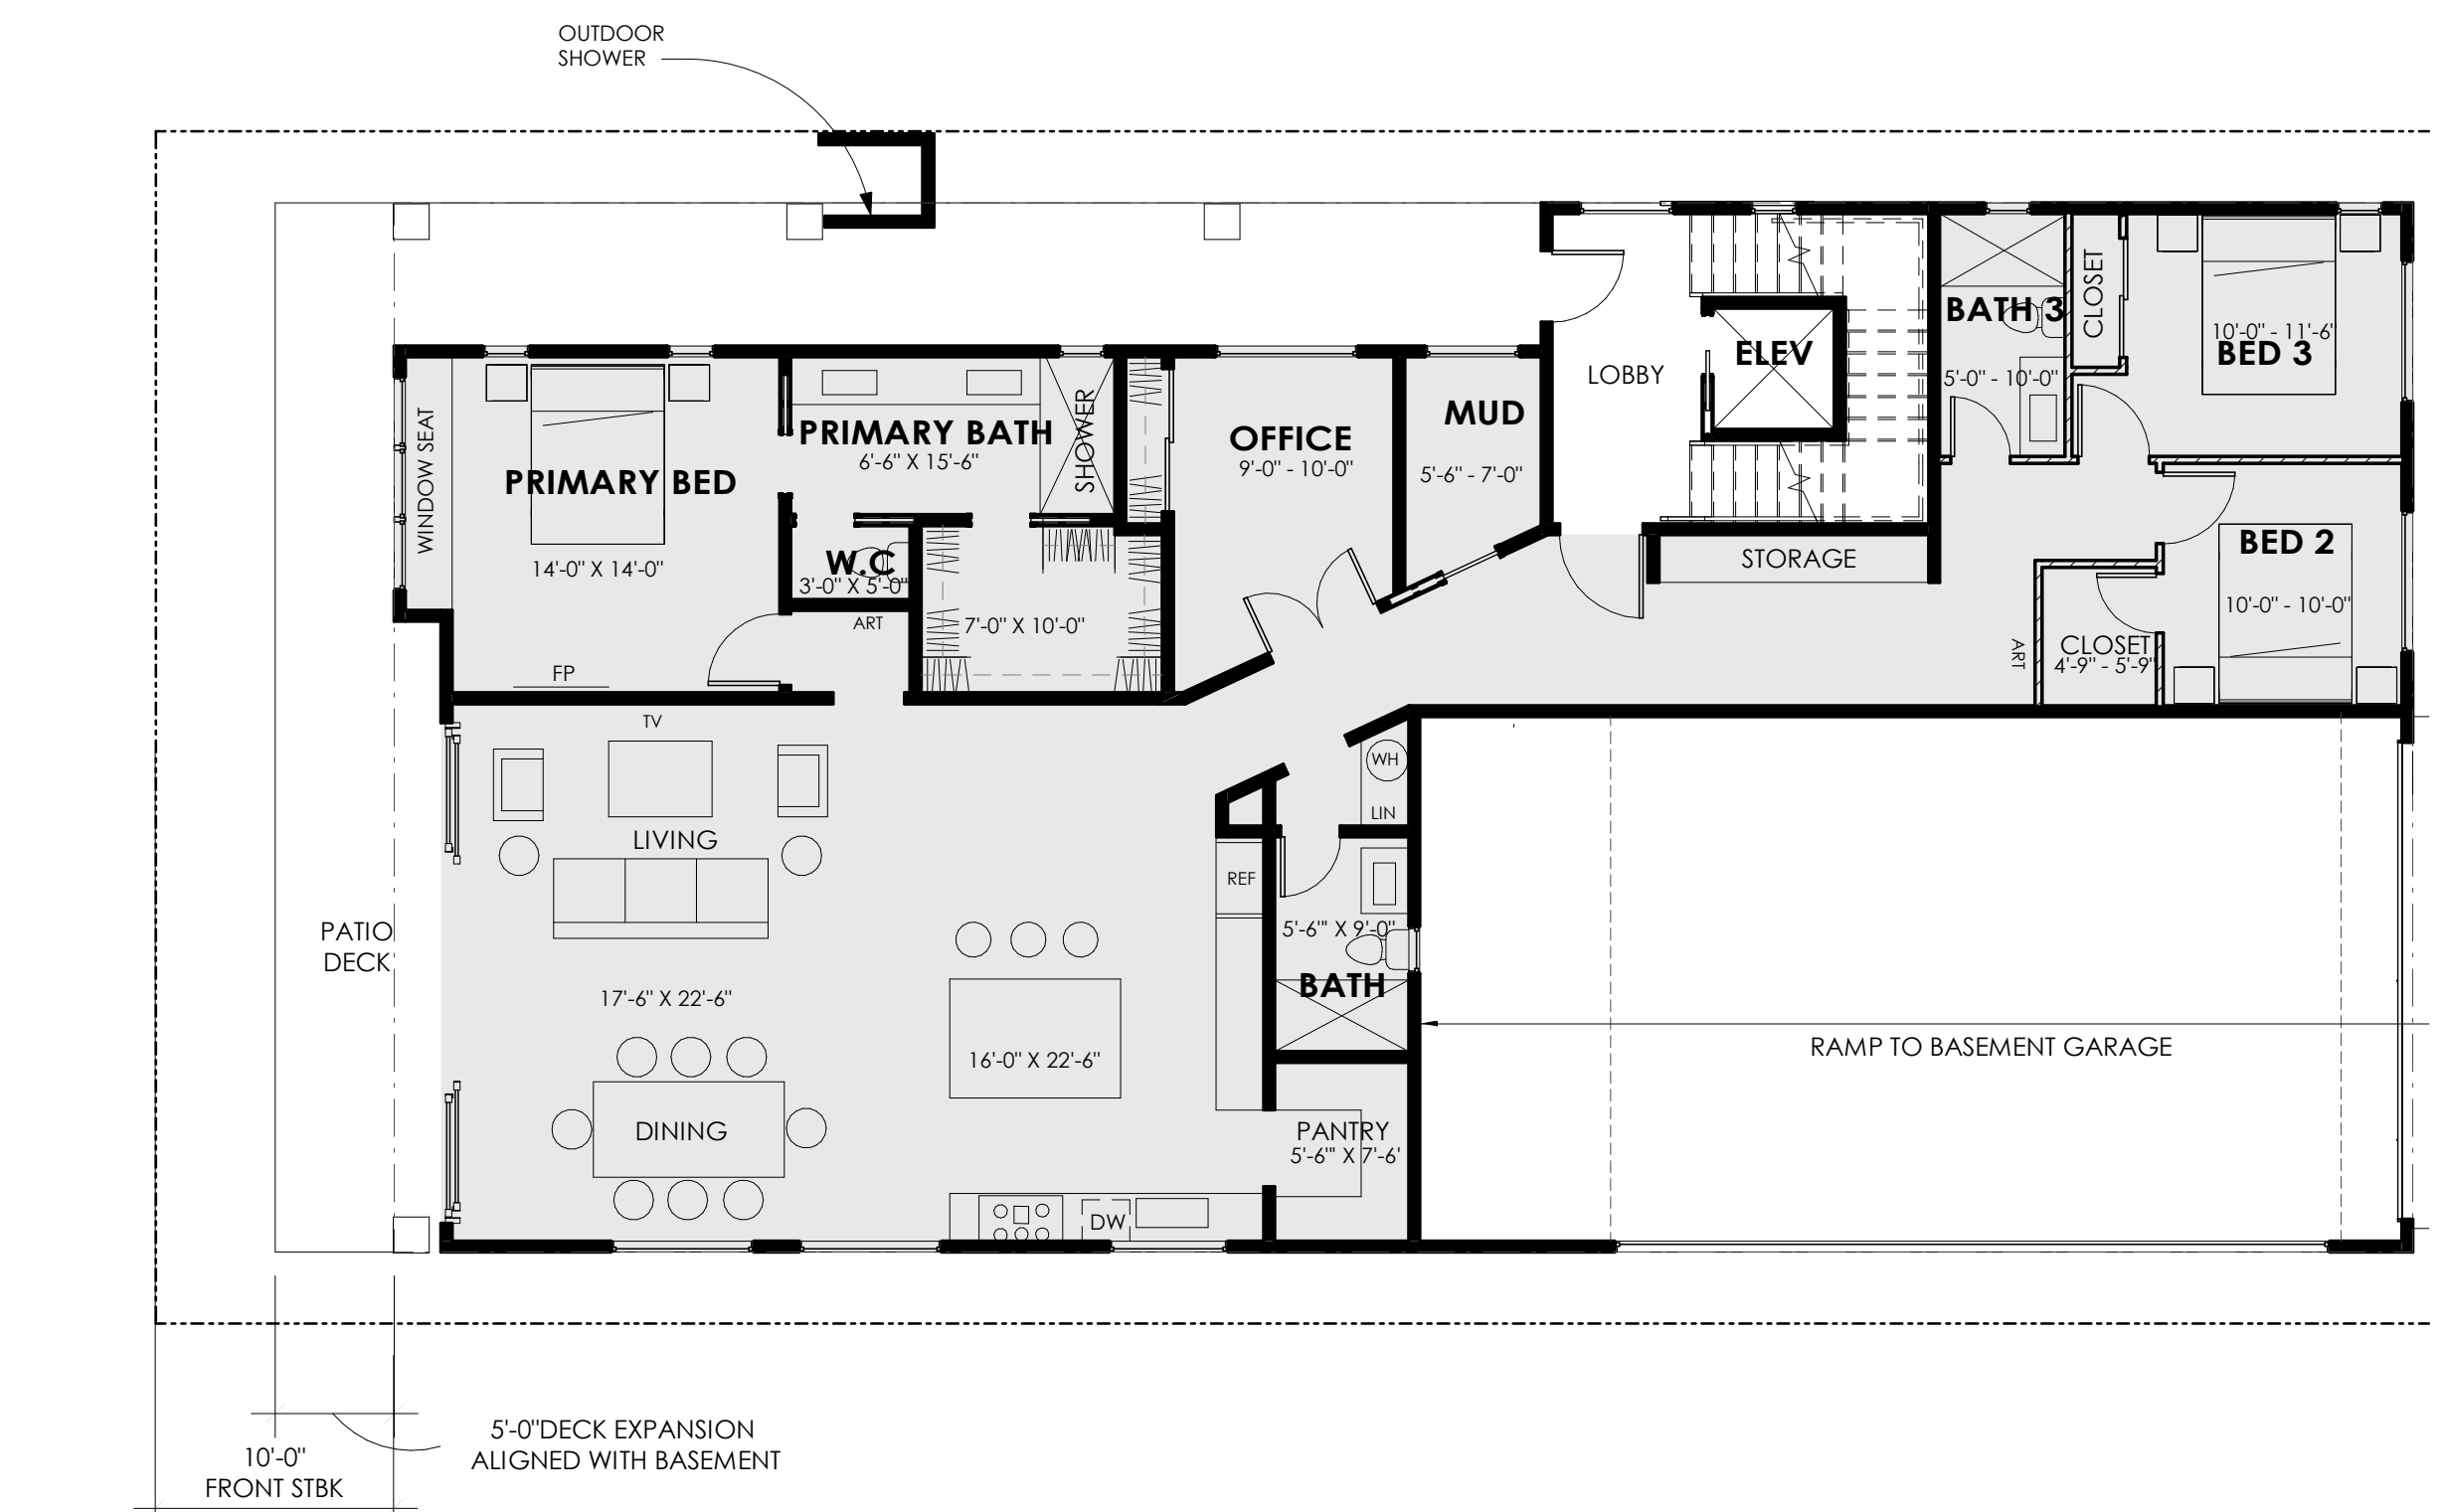 OUTDOOR
SHOWER
WINDOW SEAT
PRIMARY BED
14'-0" X 14'-0"
FP
PRIMARY BATH
6'-6" X 15'-6"
SHOWER
W.C
3'-0" X 5'-0"
ART
7'-0" X 10'-0"
OFFICE
9'-0" - 10'-0"
MUD
5'-6" - 7'-0"
LOBBY
ELEV
STORAGE
BATH 3
5'-0" - 10'-0"
CLOSET
10'-0" - 11'-6'
BED 3
BED 2
10'-0" - 10'-0"
CLOSET
4'-9" - 5'-9"
ART
TV
LIVING
PATIO
DECK
17'-6" X 22'-6"
DINING
16'-0" X 22'-6"
REF
DW
WH
LIN
5'-6'" X 9'-0"
BATH
PANTRY
5'-6'" X 7'-6'
RAMP TO BASEMENT GARAGE
5'-0"DECK EXPANSION
ALIGNED WITH BASEMENT
10'-0"
FRONT STBK